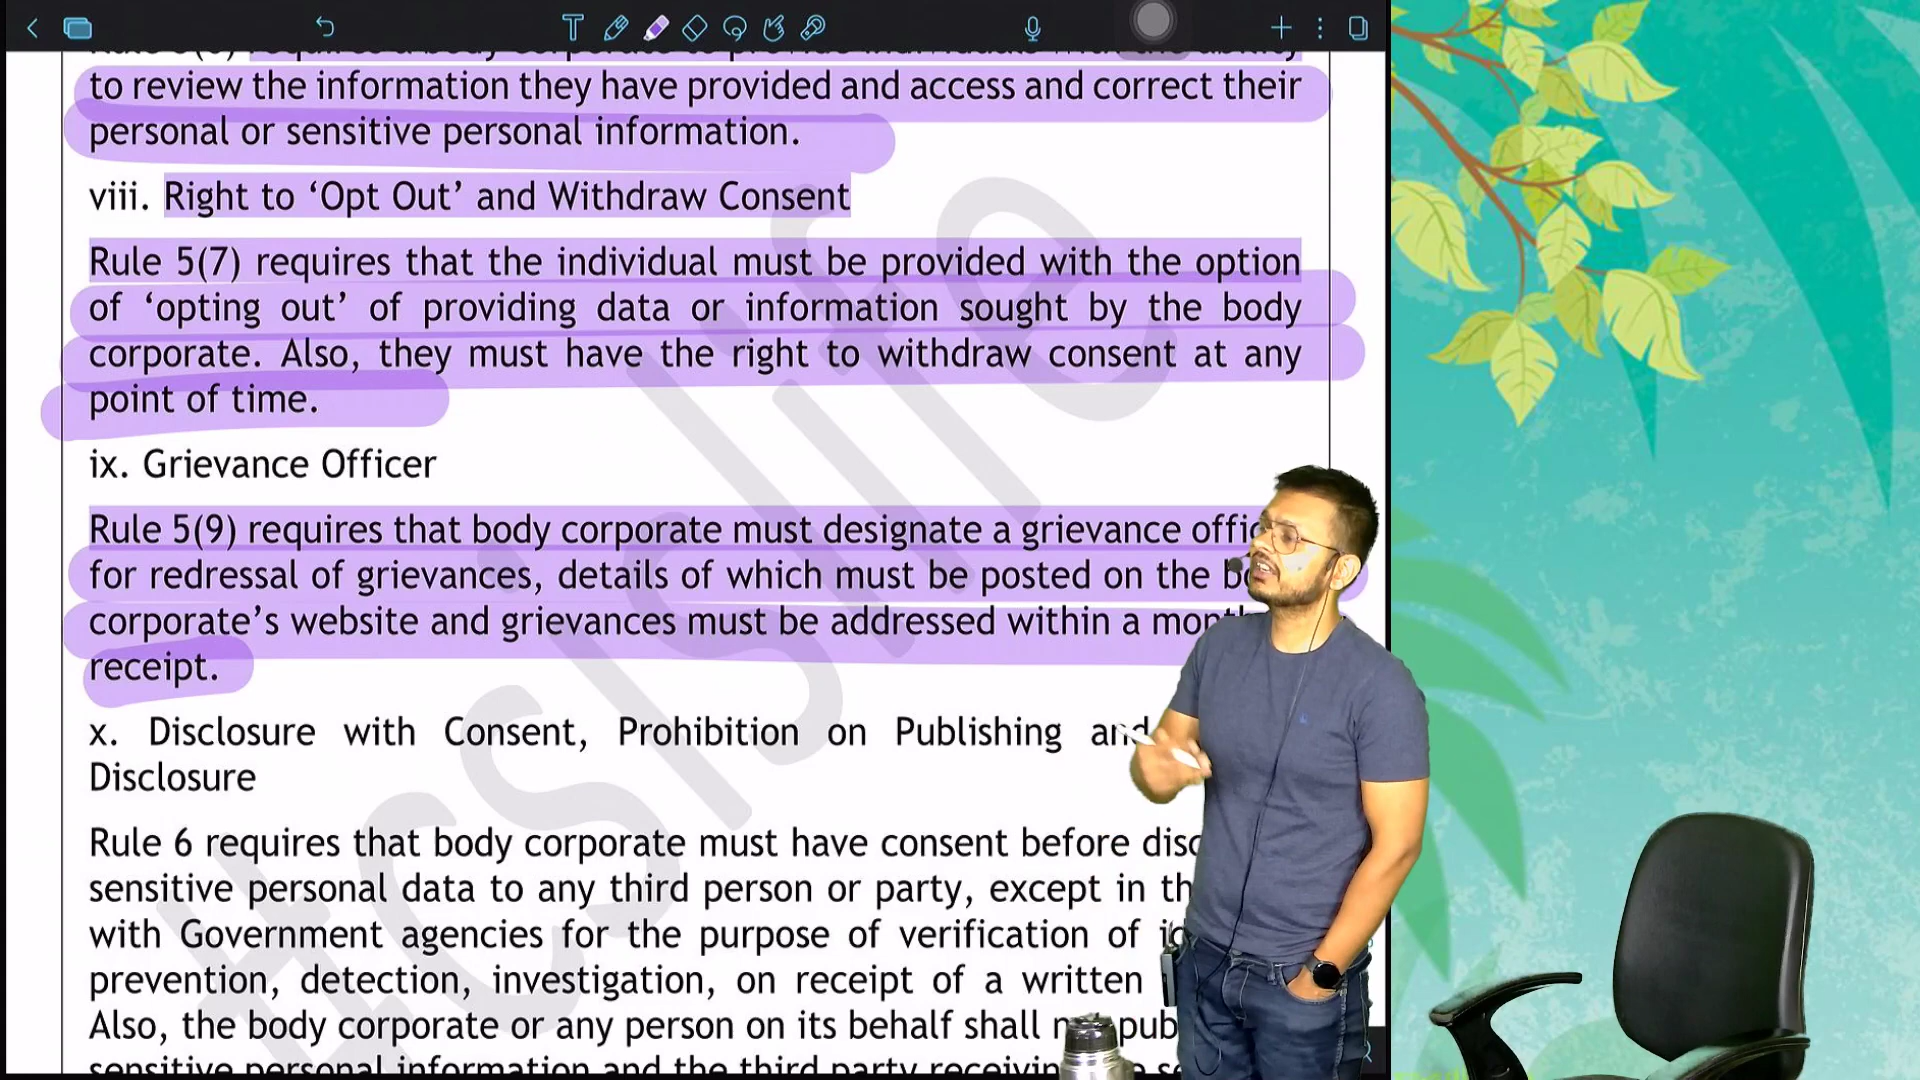 to review the information they have provided and access and correct their
personal or sensitive personal information.
viii. Right to ‘Opt Out’ and Withdraw Consent
Rule 5(7) requires that the individual must be provided with the option
of ‘opting out’ of providing data or information sought by the body
corporate. Also, they must have the right to withdraw consent at any
point of time.
ix. Grievance Officer
Rule 5(9) requires that body corporate must designate a grievance
for redressal of grievances, details of which must be posted on the
corporate’s website and grievances must be addressed within a
receipt.
x. Disclosure with Consent, Prohibition on Publishing and
Disclosure
Rule 6 requires that body corporate must have consent before
sensitive personal data to any third person or party, except in
with Government agencies for the purpose of verification of
prevention, detection, investigation, on receipt of a written
Also, the body corporate or any person on its behalf shall
sensitive personal information and the third party
tcsislife